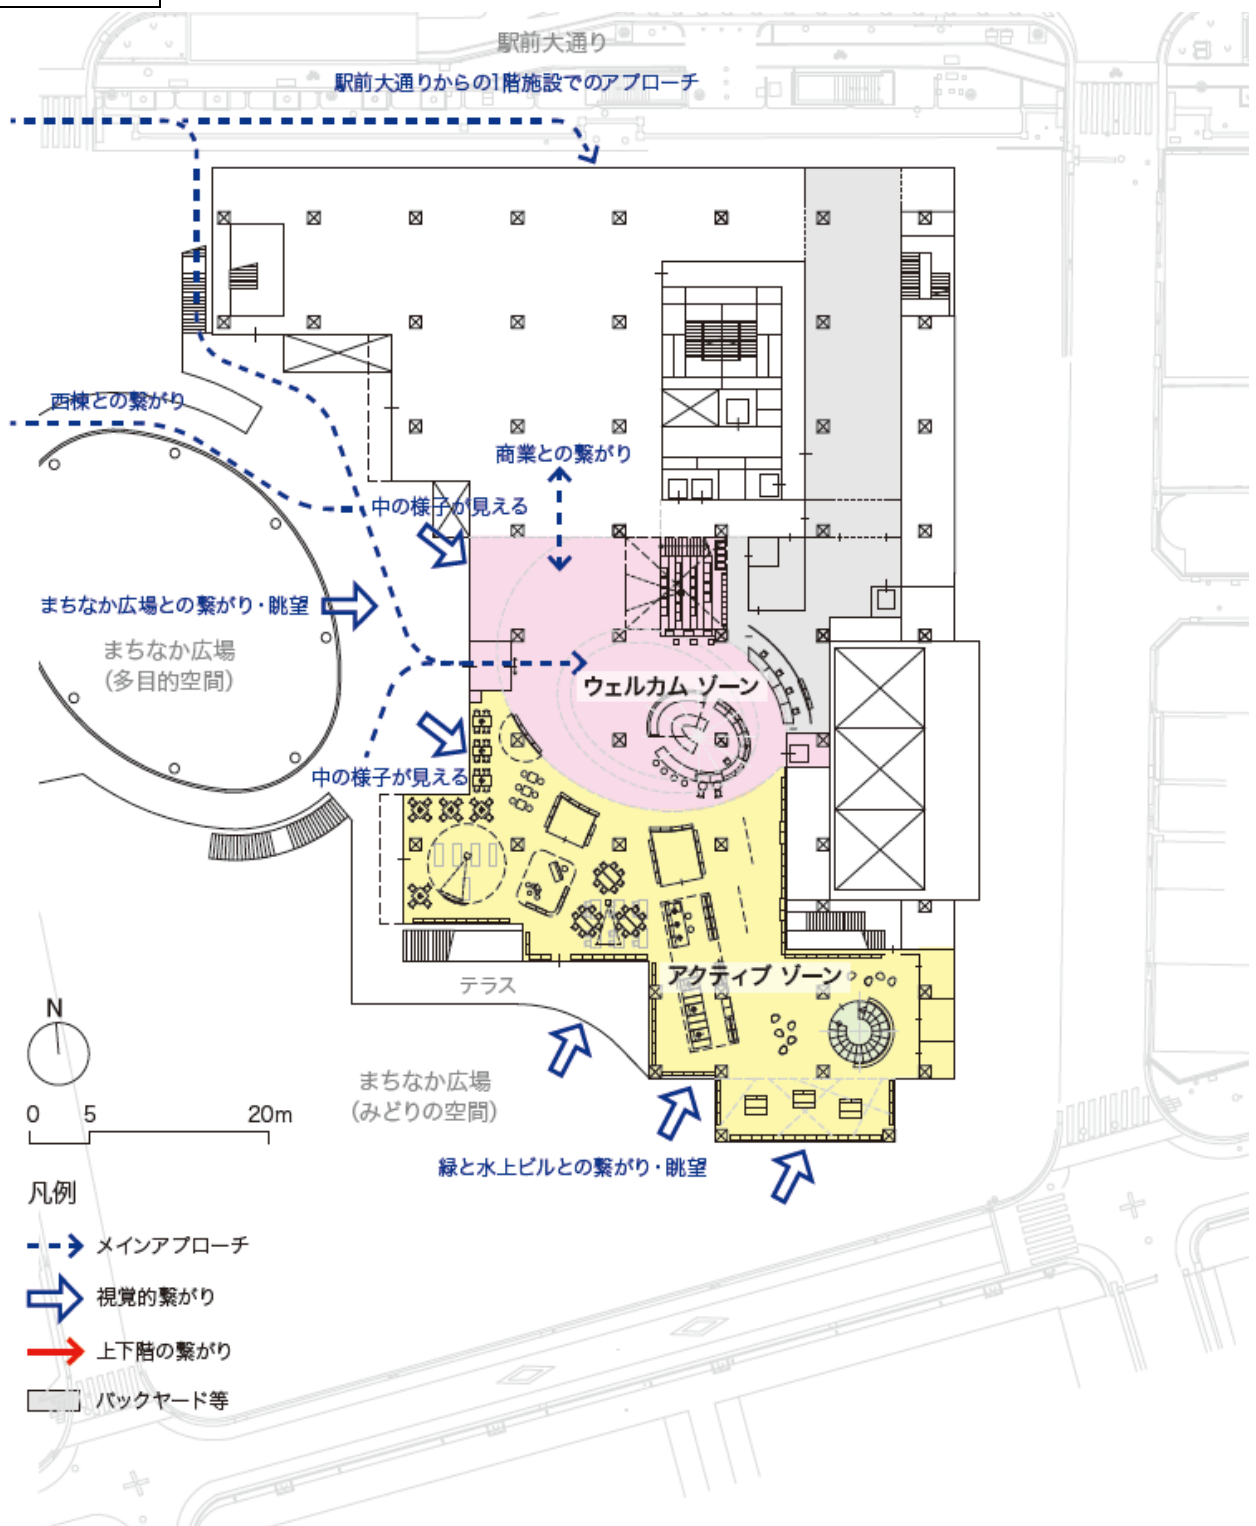 駅前大通り
駅前大通りからの1階施設でのアプローチ
西棟との繋がり
商業との繋がり
中の様子が見える
まちなか広場との繋がり・眺望
まちなか広場
（多目的空間）
ウェルカム ゾーン
中の様子が見える
アクティブ ゾーン
テラス
N
まちなか広場
（みどりの空間）
0 5 20m
緑と水上ビルとの繋がり・眺望
凡例
メインアプローチ
視覚的繋がり
上下階の繋がり
バックヤード等